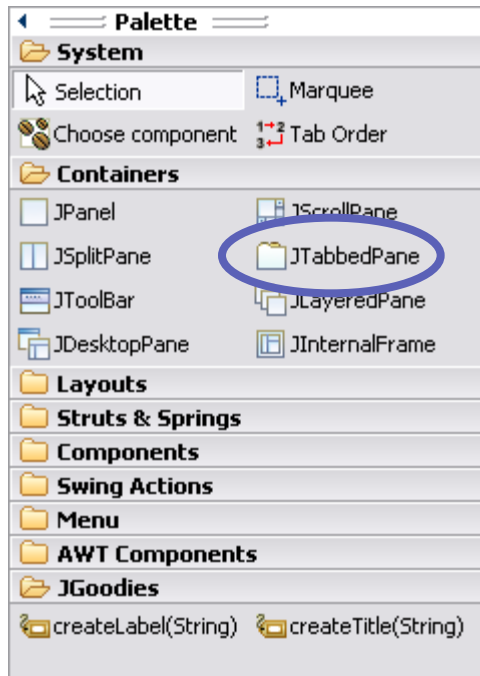 Palette
System
Selection Marquee
Choose component Tab Order
Containers
JPanel JScrollPane
JSplitPane JTabbedPane
JToolBar JLayeredPane
JDesktopPane JInternalFrame
Layouts
Struts & Springs
Components
Swing Actions
Menu
AWT Components
JGoodies
createLabel(String) createTitle(String)